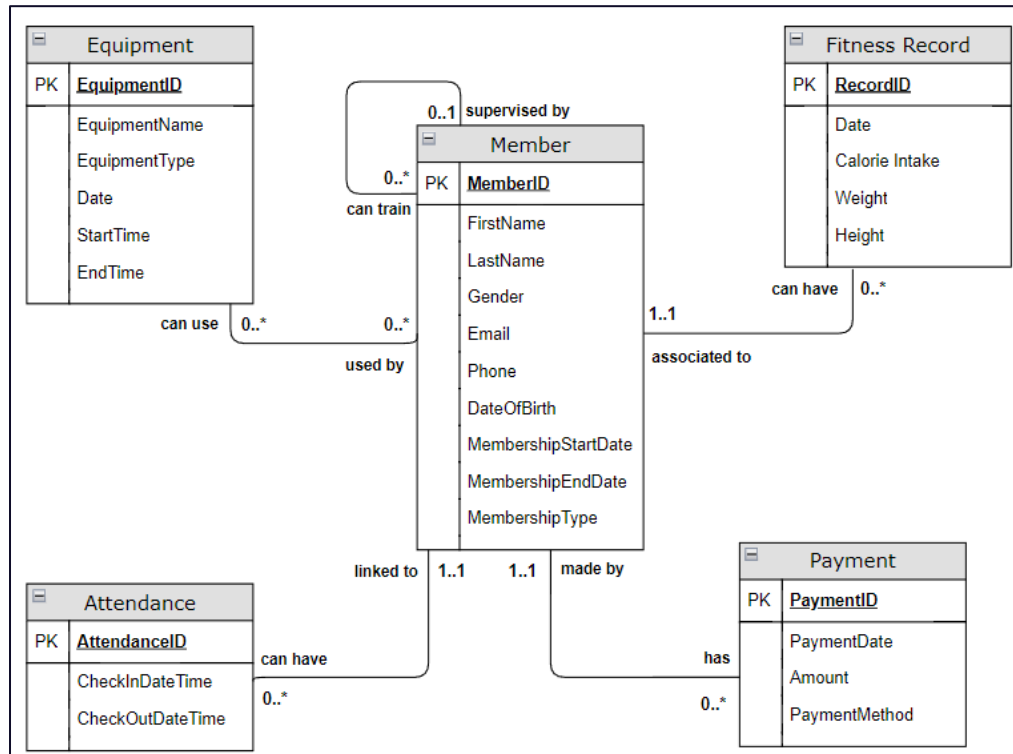 Equipment
PK EquipmentID
EquipmentName
EquipmentType
Date
StartTime
EndTime
can use 0..*
0..*
used by
0..1 supervised by
0..*
can train
Member
PK MemberID
FirstName
LastName
Gender
Email
Phone
DateOfBirth
MembershipStartDate
MembershipEndDate
MembershipType
Fitness Record
PK RecordID
Date
Calorie Intake
Weight
Height
can have 0..*
1..1
associated to
linked to 1..1
1..1 made by
Attendance
PK AttendanceID
CheckInDateTime
CheckOutDateTime
can have
0..*
Payment
PK PaymentID
PaymentDate
Amount
PaymentMethod
has
0..*